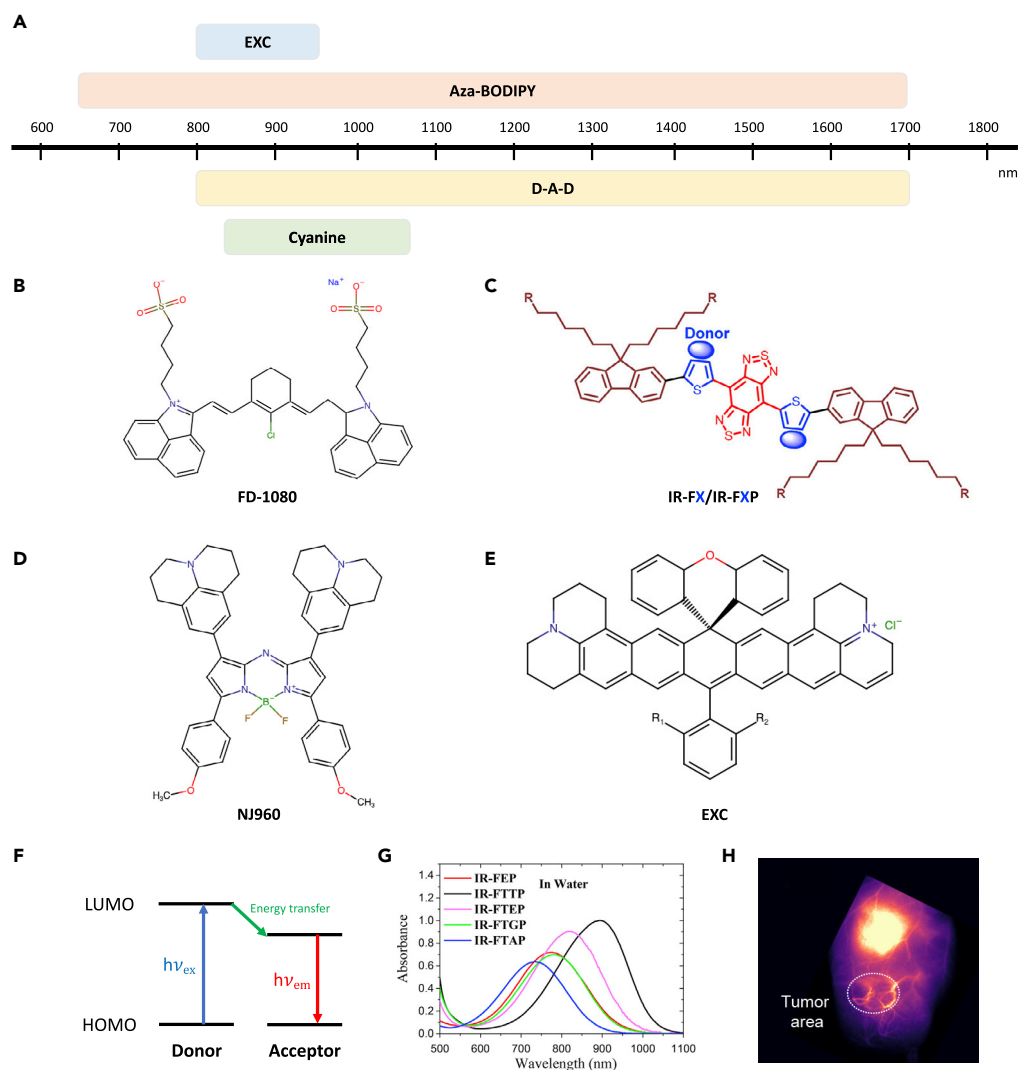 A
EXC
Aza-BODIPY
600 700 800 900 1000 1100 1200 1300 1400 1500 1600 1700 1800
nm
D-A-D
Cyanine
B
O⁻ Na⁺ O⁻
O S O O S O
N⁺ N
Cl
FD-1080
C
R R
Donor
S N S N
N S N S
R R
IR-FX/IR-FXP
D
N N
N
N N⁺
B⁻
F F
O O
H₃C CH₃
NJ960
E
O
N N⁺ Cl⁻
R₁ R₂
EXC
F
LUMO
Energy transfer
hνex
hνem
HOMO
Donor Acceptor
G
IR-FEP
IR-FTTP
IR-FTEP
IR-FTGP
IR-FTAP
In Water
Absorbance
1.4
1.2
1.0
0.8
0.6
0.4
0.2
0.0
500 600 700 800 900 1000 1100
Wavelength (nm)
H
Tumor
area